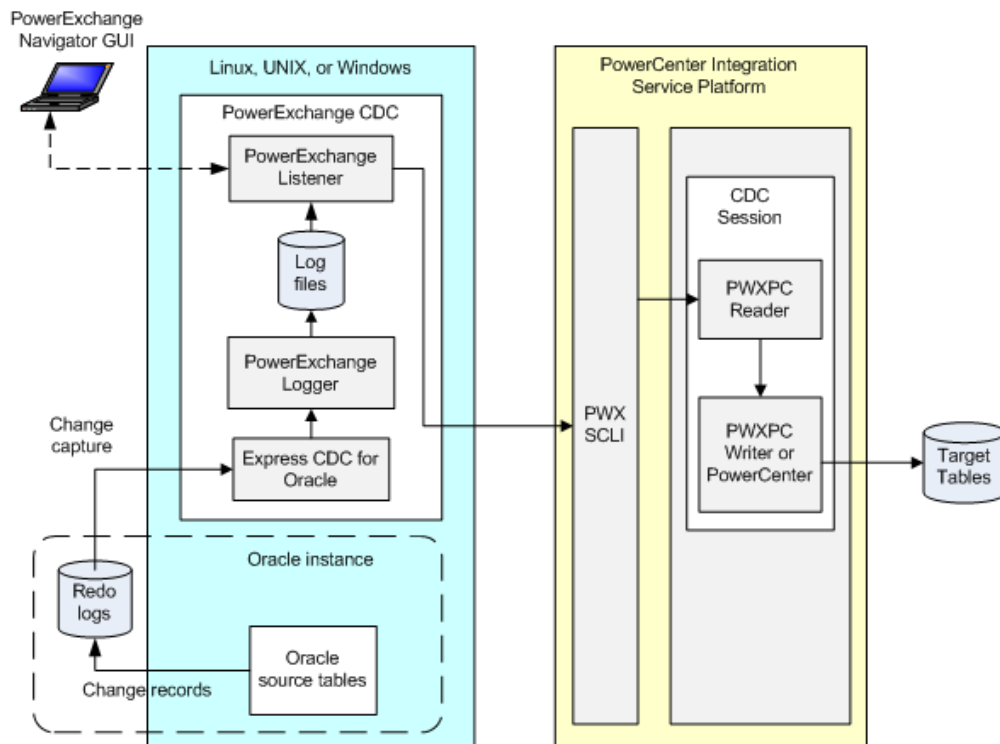 PowerExchange
Navigator GUI
Linux, UNIX, or Windows
PowerExchange CDC
PowerExchange
Listener
Log
files
PowerExchange
Logger
Express CDC for
Oracle
Change
capture
Oracle instance
Redo
logs
Oracle
source tables
Change records
PowerCenter Integration
Service Platform
PWX
SCLI
CDC
Session
PWXPC
Reader
PWXPC
Writer or
PowerCenter
Target
Tables